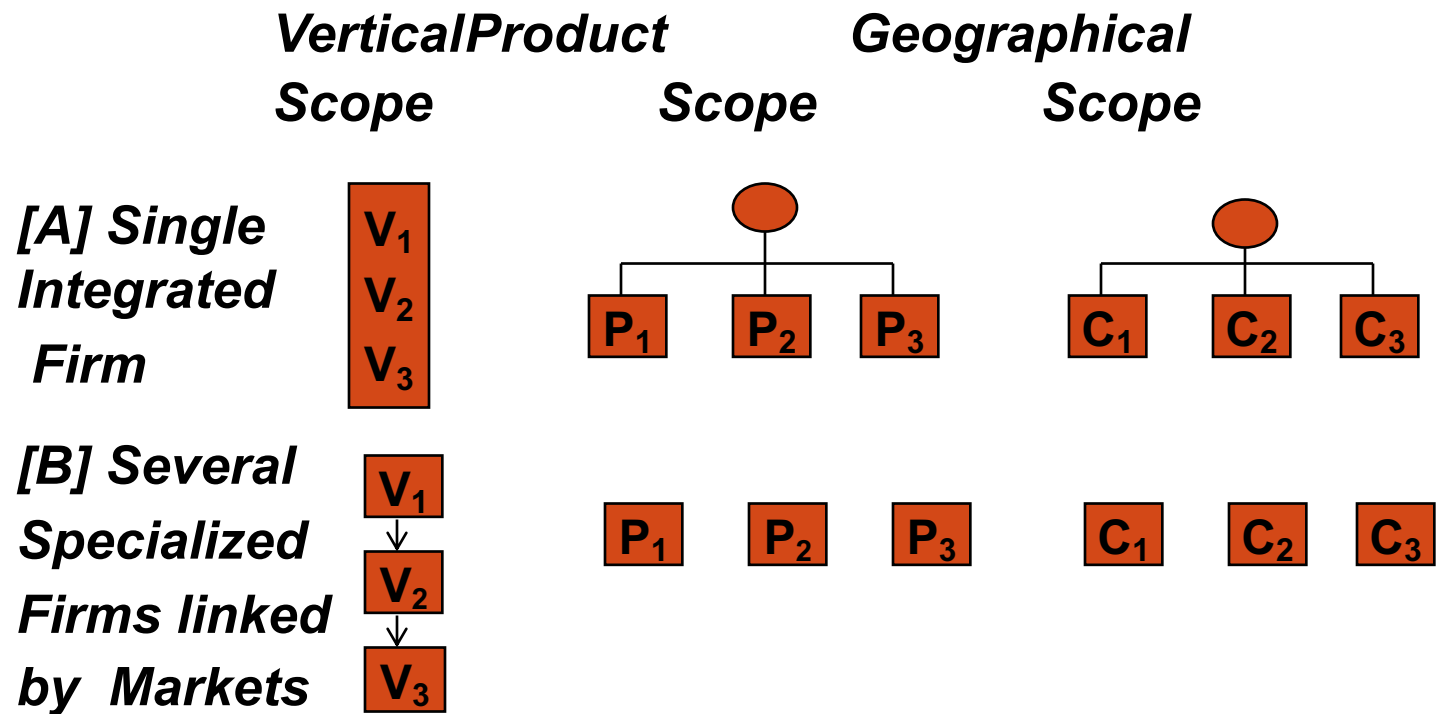 VerticalProduct Geographical
Scope Scope Scope
[A] Single
Integrated
Firm
V₁
V₂
V₃
P₁ P₂ P₃
C₁ C₂ C₃
[B] Several
Specialized
Firms linked
by Markets
V₁
V₂
V₃
P₁ P₂ P₃
C₁ C₂ C₃